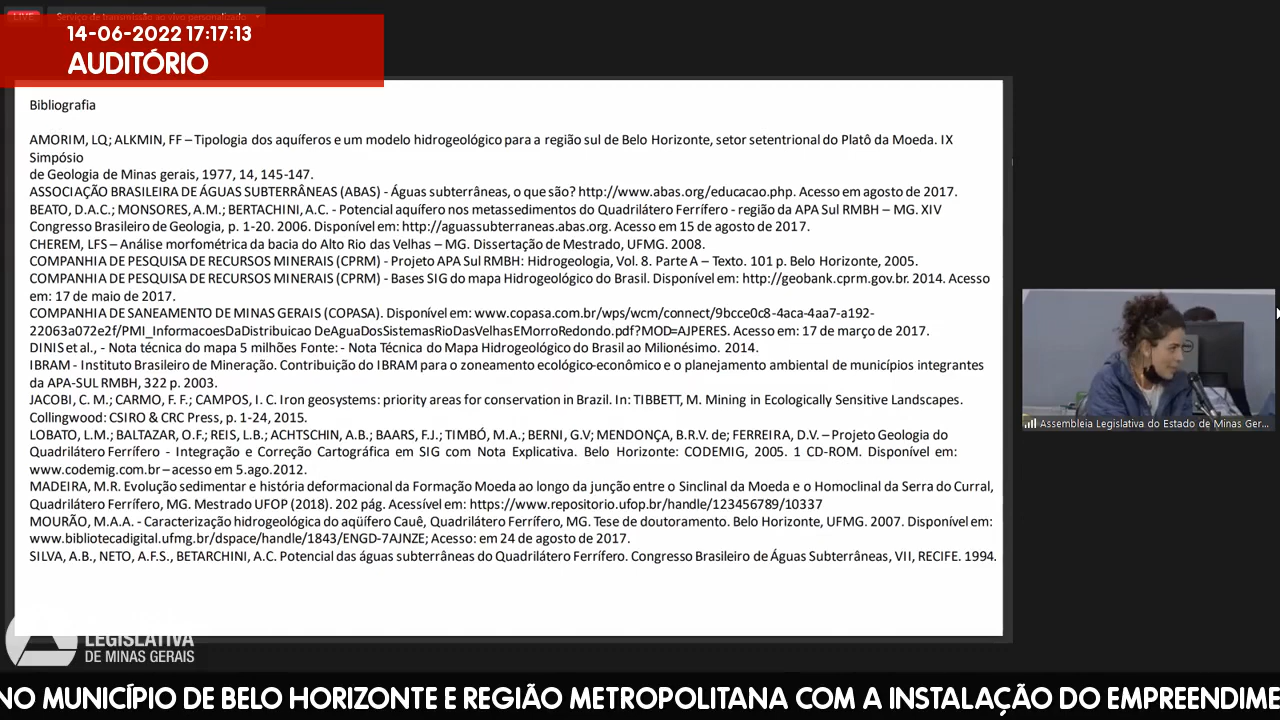 LIVE Serviço de transmissão ao vivo personalizado
14-06-2022 17:17:13
AUDITÓRIO
Bibliografia
AMORIM, LQ; ALKMIN, FF – Tipologia dos aquíferos e um modelo hidrogeológico para a região sul de Belo Horizonte, setor setentrional do Platô da Moeda. IX
Simpósio
de Geologia de Minas gerais, 1977, 14, 145-147.
ASSOCIAÇÃO BRASILEIRA DE ÁGUAS SUBTERRÂNEAS (ABAS) - Águas subterrâneas, o que são? http://www.abas.org/educacao.php. Acesso em agosto de 2017.
BEATO, D.A.C.; MONSORES, A.M.; BERTACHINI, A.C. - Potencial aquífero nos metassedimentos do Quadrilátero Ferrífero - região da APA Sul RMBH – MG. XIV
Congresso Brasileiro de Geologia, p. 1-20. 2006. Disponível em: http://aguassubterraneas.abas.org. Acesso em 15 de agosto de 2017.
CHEREM, LFS – Análise morfométrica da bacia do Alto Rio das Velhas – MG. Dissertação de Mestrado, UFMG. 2008.
COMPANHIA DE PESQUISA DE RECURSOS MINERAIS (CPRM) - Projeto APA Sul RMBH: Hidrogeologia, Vol. 8. Parte A – Texto. 101 p. Belo Horizonte, 2005.
COMPANHIA DE PESQUISA DE RECURSOS MINERAIS (CPRM) - Bases SIG do mapa Hidrogeológico do Brasil. Disponível em: http://geobank.cprm.gov.br. 2014. Acesso
em: 17 de maio de 2017.
COMPANHIA DE SANEAMENTO DE MINAS GERAIS (COPASA). Disponível em: www.copasa.com.br/wps/wcm/connect/9bcce0c8-4aca-4aa7-a192-
22063a072e2f/PMI_InformacoesDaDistribuicao DeAguaDosSistemasRioDasVelhasEMorroRedondo.pdf?MOD=AJPERES. Acesso em: 17 de março de 2017.
DINIS et al., - Nota técnica do mapa 5 milhões Fonte: - Nota Técnica do Mapa Hidrogeológico do Brasil ao Milionésimo. 2014.
IBRAM - Instituto Brasileiro de Mineração. Contribuição do IBRAM para o zoneamento ecológico-econômico e o planejamento ambiental de municípios integrantes
da APA-SUL RMBH, 322 p. 2003.
JACOBI, C. M.; CARMO, F. F.; CAMPOS, I. C. Iron geosystems: priority areas for conservation in Brazil. In: TIBBETT, M. Mining in Ecologically Sensitive Landscapes.
Collingwood: CSIRO & CRC Press, p. 1-24, 2015.
LOBATO, L.M.; BALTAZAR, O.F.; REIS, L.B.; ACHTSCHIN, A.B.; BAARS, F.J.; TIMBÓ, M.A.; BERNI, G.V; MENDONÇA, B.R.V. de; FERREIRA, D.V. – Projeto Geologia do
Quadrilátero Ferrífero - Integração e Correção Cartográfica em SIG com Nota Explicativa. Belo Horizonte: CODEMIG, 2005. 1 CD-ROM. Disponível em:
www.codemig.com.br – acesso em 5.ago.2012.
MADEIRA, M.R. Evolução sedimentar e história deformacional da Formação Moeda ao longo da junção entre o Sinclinal da Moeda e o Homoclinal da Serra do Curral,
Quadrilátero Ferrífero, MG. Mestrado UFOP (2018). 202 pág. Acessível em: https://www.repositorio.ufop.br/handle/123456789/10337
MOURÃO, M.A.A. - Caracterização hidrogeológica do aqüífero Cauê, Quadrilátero Ferrífero, MG. Tese de doutoramento. Belo Horizonte, UFMG. 2007. Disponível em:
www.bibliotecadigital.ufmg.br/dspace/handle/1843/ENGD-7AJNZE; Acesso: em 24 de agosto de 2017.
SILVA, A.B., NETO, A.F.S., BETARCHINI, A.C. Potencial das águas subterrâneas do Quadrilátero Ferrífero. Congresso Brasileiro de Águas Subterrâneas, VII, RECIFE. 1994.
Assembleia Legislativa do Estado de Minas Ger...
LEGISLATIVA
DE MINAS GERAIS
NO MUNICÍPIO DE BELO HORIZONTE E REGIÃO METROPOLITANA COM A INSTALAÇÃO DO EMPREENDIME